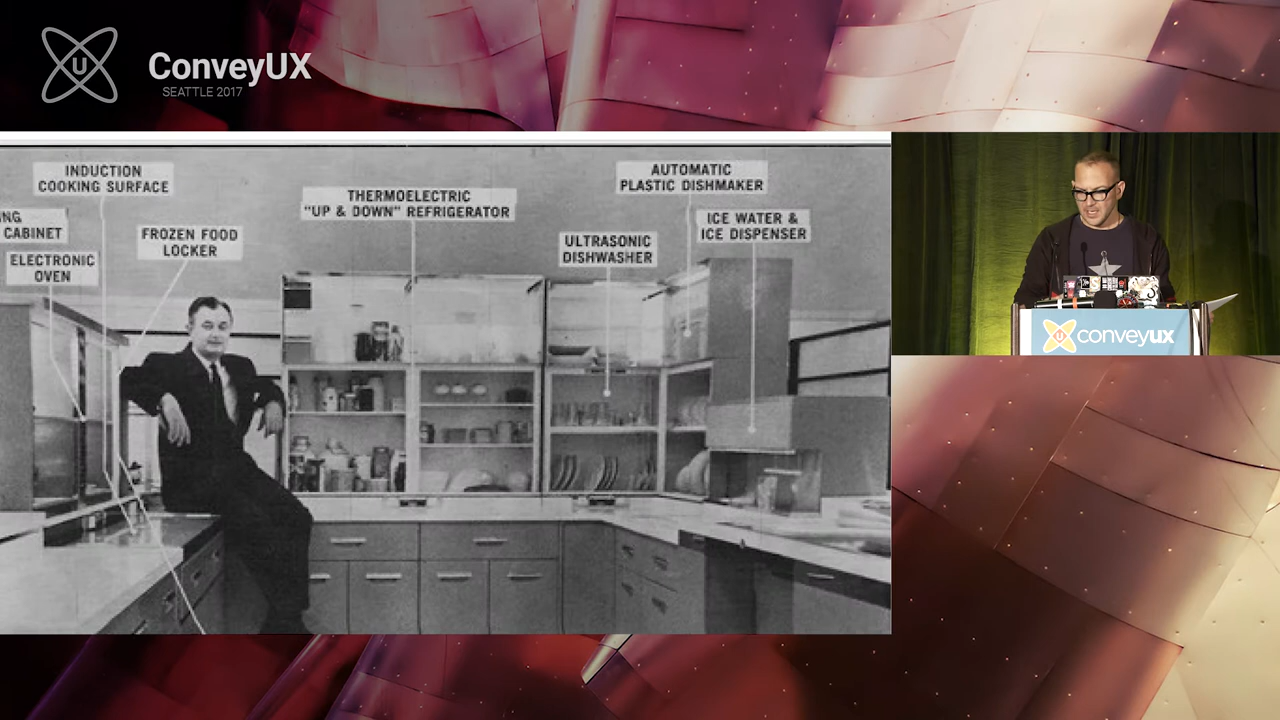 U
ConveyUX
SEATTLE 2017
INDUCTION
COOKING SURFACE
CABINET
ELECTRONIC
OVEN
FROZEN FOOD
LOCKER
THERMOELECTRIC
"UP & DOWN" REFRIGERATOR
AUTOMATIC
PLASTIC DISHMAKER
ULTRASONIC
DISHWASHER
ICE WATER &
ICE DISPENSER
U conveyux